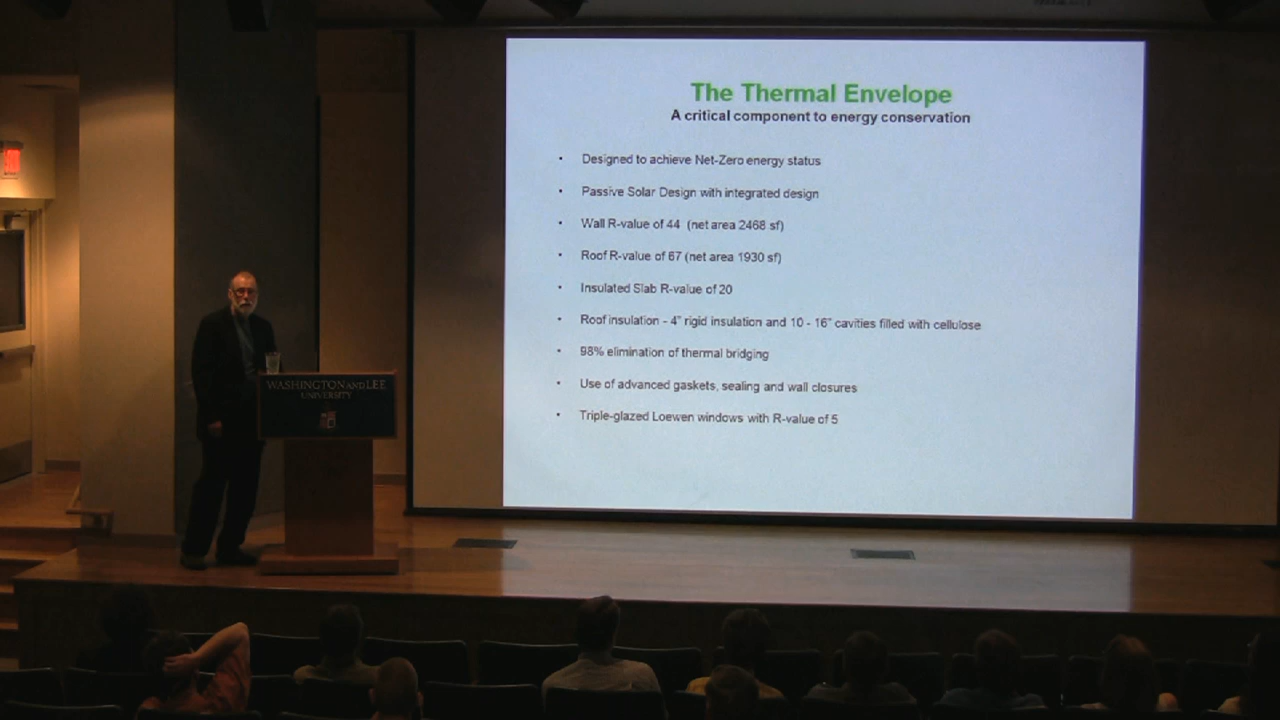 The Thermal Envelope
A critical component to energy conservation
• Designed to achieve Net-Zero energy status
• Passive Solar Design with integrated design
• Wall R-value of 44 (net area 2468 sf)
• Roof R-value of 67 (net area 1930 sf)
• Insulated Slab R-value of 20
• Roof insulation - 4" rigid insulation and 10 - 16" cavities filled with cellulose
• 98% elimination of thermal bridging
• Use of advanced gaskets, sealing and wall closures
• Triple-glazed Loewen windows with R-value of 5
WASHINGTON AND LEE
UNIVERSITY